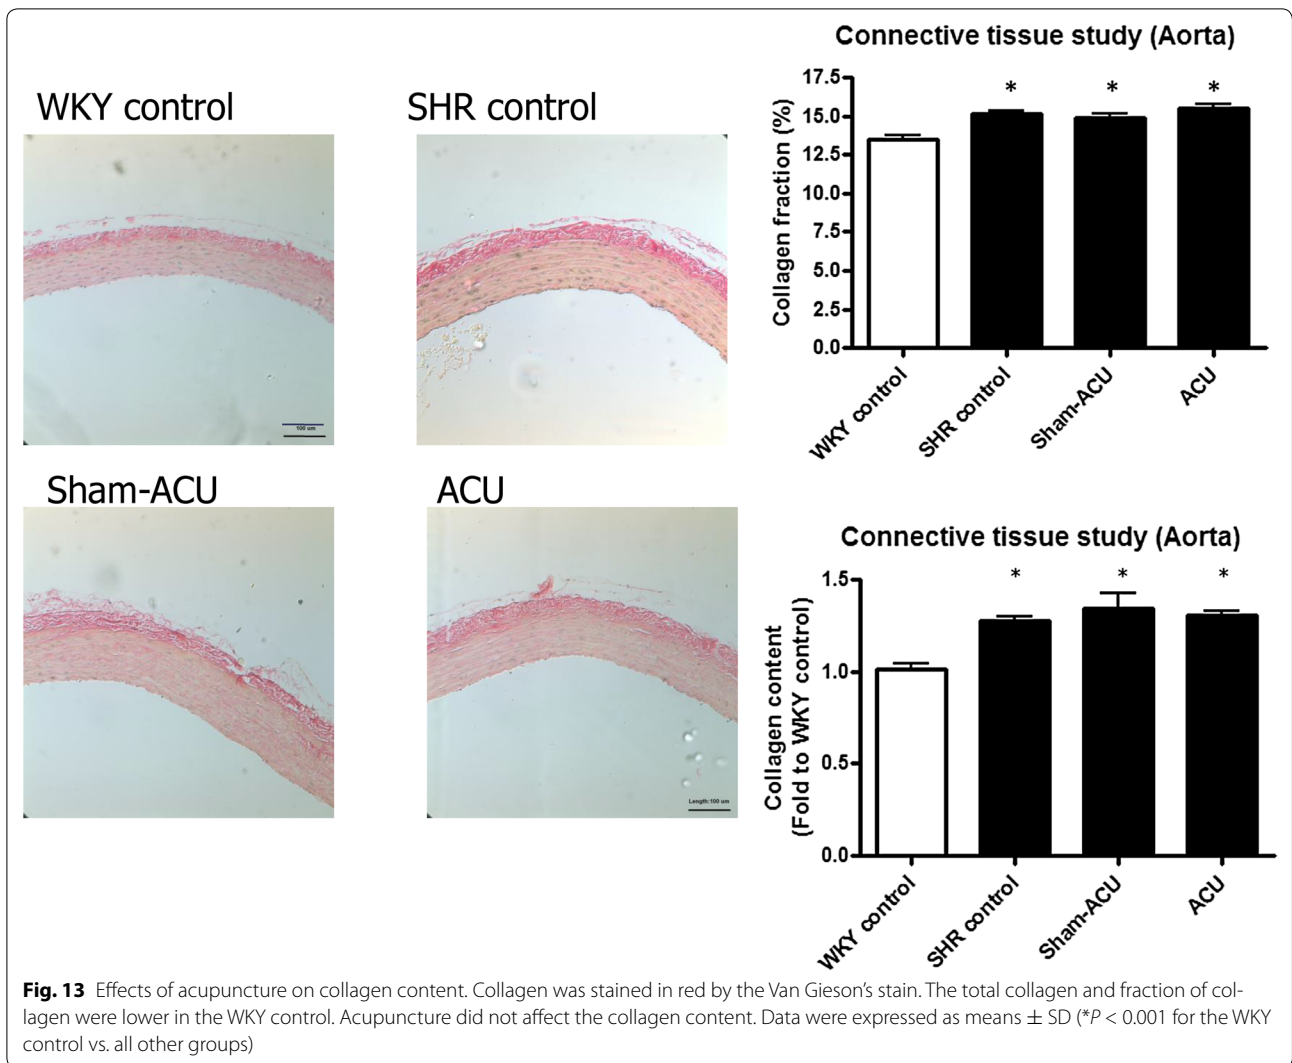 WKY control
SHR control
100 um
Sham-ACU
ACU
Length:100 um
Connective tissue study (Aorta)
Collagen fraction (%)
17.5
15.0
12.5
10.0
7.5
5.0
2.5
0.0
*
*
*
WKY control
SHR control
Sham-ACU
ACU
Connective tissue study (Aorta)
Collagen content
(Fold to WKY control)
1.5
1.0
0.5
0.0
*
*
*
WKY control
SHR control
Sham-ACU
ACU
Fig. 13 Effects of acupuncture on collagen content. Collagen was stained in red by the Van Gieson's stain. The total collagen and fraction of col-
lagen were lower in the WKY control. Acupuncture did not affect the collagen content. Data were expressed as means ± SD (*P < 0.001 for the WKY
control vs. all other groups)